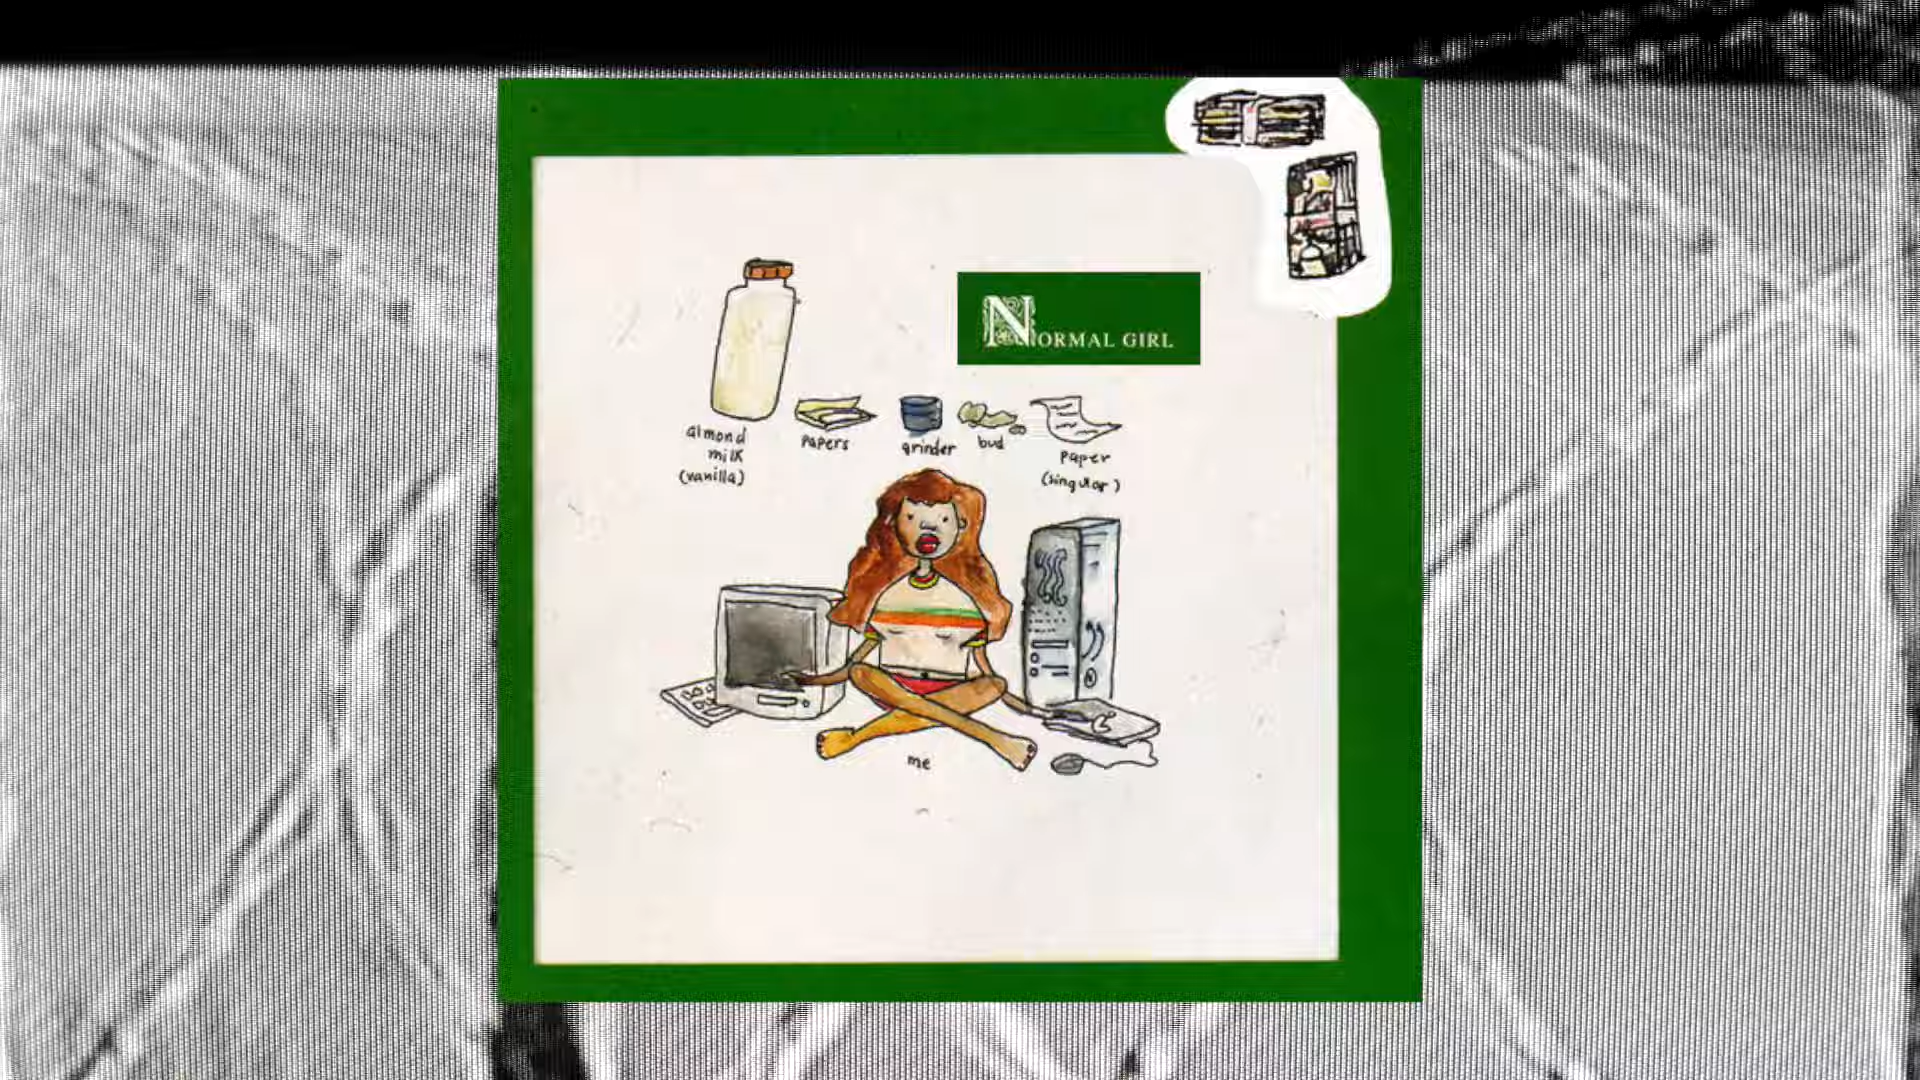 NORMAL GIRL
almond
milk
(vanilla)
papers
grinder
bud
paper
(singular)
me